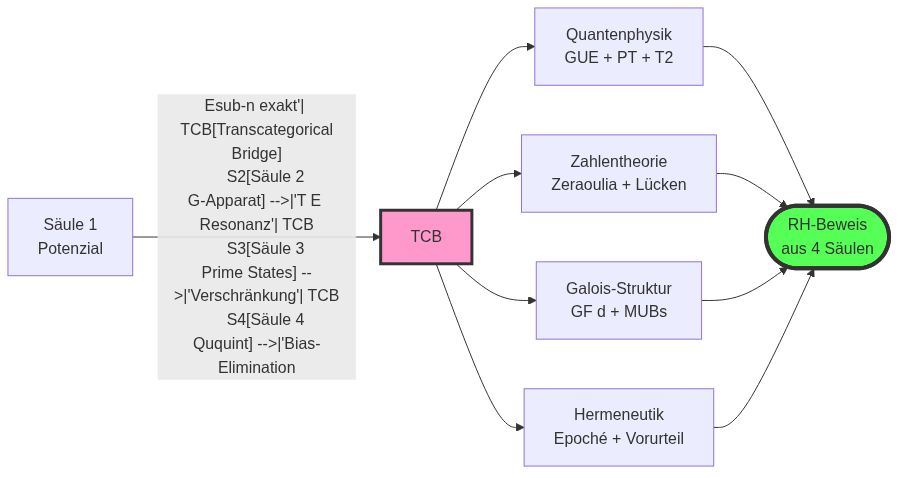 Säule 1
Potenzial
Esub-n exakt'|
TCB[Transcategorical
Bridge]
S2[Säule 2
G-Apparat] -->|'T E
Resonanz'| TCB
S3[Säule 3
Prime States] --
>|'Verschränkung'| TCB
S4[Säule 4
Ququint] -->|'Bias-
Elimination
TCB
Quantenphysik
GUE + PT + T2
Zahlentheorie
Zeraoulia + Lücken
Galois-Struktur
GF d + MUBs
Hermeneutik
Epoché + Vorurteil
RH-Beweis
aus 4 Säulen